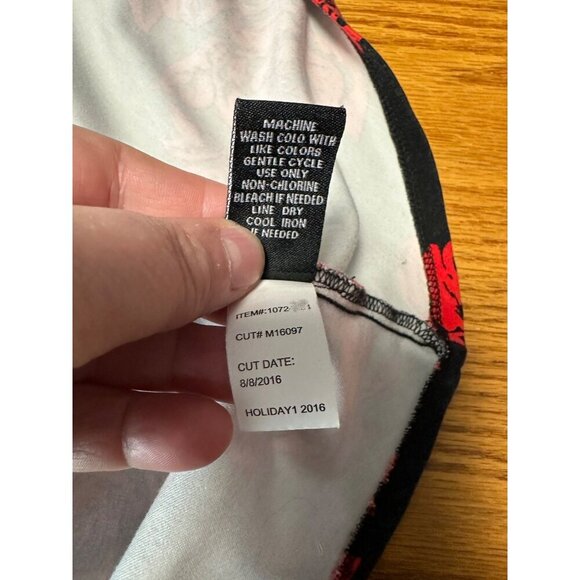 MACHINE
WASH COLD. WITH
LIKE COLORS
GENTLE CYCLE
USE ONLY
NON-CHLORINE
BLEACH IF NEEDED
LINE DRY
COOL IRON
IF NEEDED
ITEM#:1072
CUT# M16097
CUT DATE:
8/8/2016
HOLIDAY1 2016